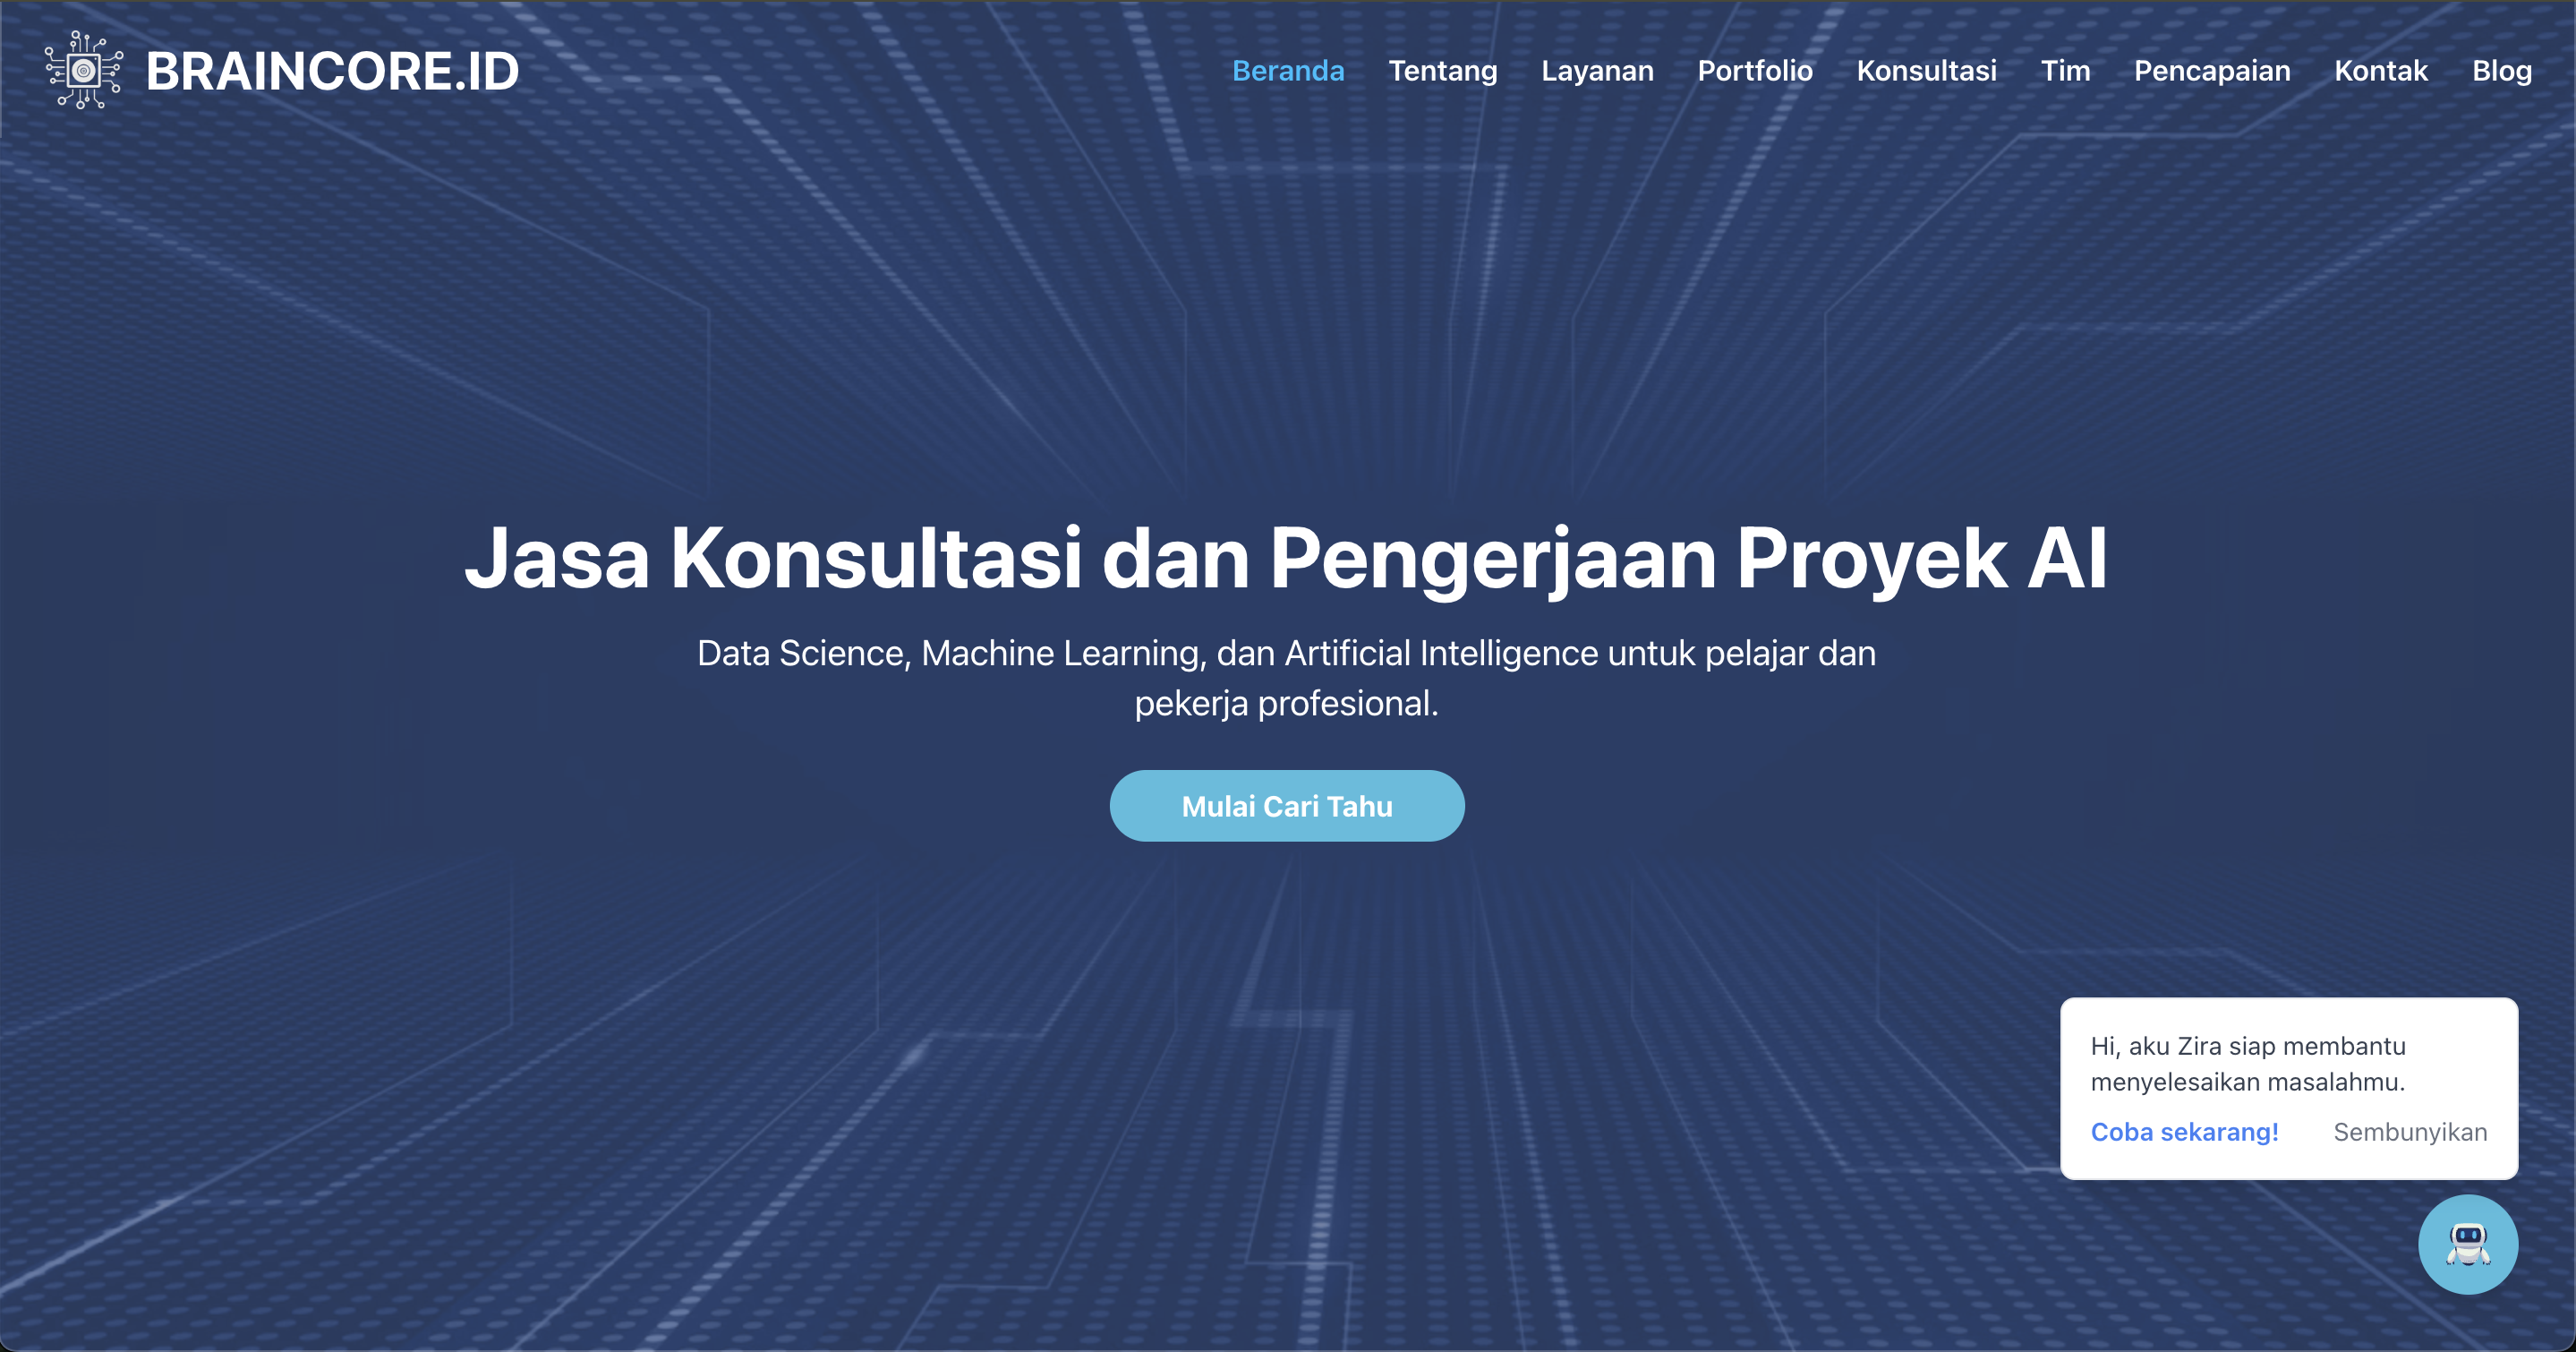 BRAINCORE.ID
Beranda Tentang Layanan Portfolio Konsultasi Tim Pencapaian Kontak Blog
Jasa Konsultasi dan Pengerjaan Proyek AI
Data Science, Machine Learning, dan Artificial Intelligence untuk pelajar dan
pekerja profesional.
Mulai Cari Tahu
Hi, aku Zira siap membantu
menyelesaikan masalahmu.
Coba sekarang! Sembunyikan